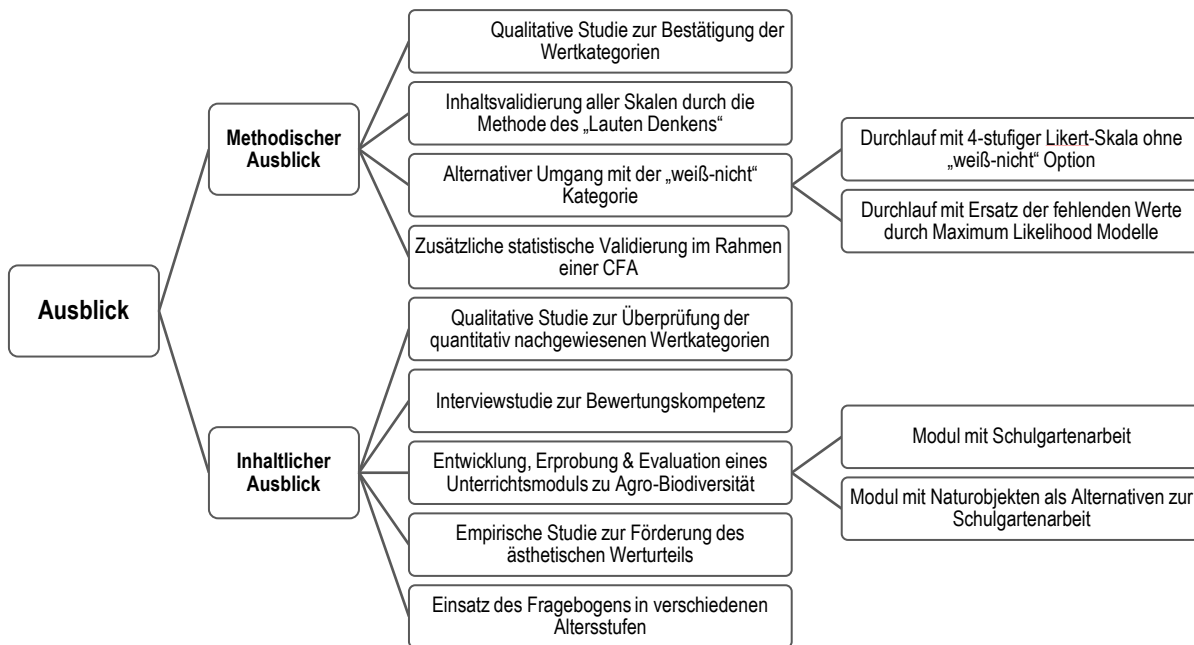 Ausblick
Methodischer
Ausblick
Qualitative Studie zur Bestätigung der
Wertkategorien
Inhaltsvalidierung aller Skalen durch die
Methode des „Lauten Denkens“
Alternativer Umgang mit der „weiß-nicht“
Kategorie
Durchlauf mit 4-stufiger Likert-Skala ohne
„weiß-nicht“ Option
Durchlauf mit Ersatz der fehlenden Werte
durch Maximum Likelihood Modelle
Zusätzliche statistische Validierung im Rahmen
einer CFA
Inhaltlicher
Ausblick
Qualitative Studie zur Überprüfung der
quantitativ nachgewiesenen Wertkategorien
Interviewstudie zur Bewertungskompetenz
Entwicklung, Erprobung & Evaluation eines
Unterrichtsmoduls zu Agro-Biodiversität
Modul mit Schulgartenarbeit
Modul mit Naturobjekten als Alternativen zur
Schulgartenarbeit
Empirische Studie zur Förderung des
ästhetischen Werturteils
Einsatz des Fragebogens in verschiedenen
Altersstufen